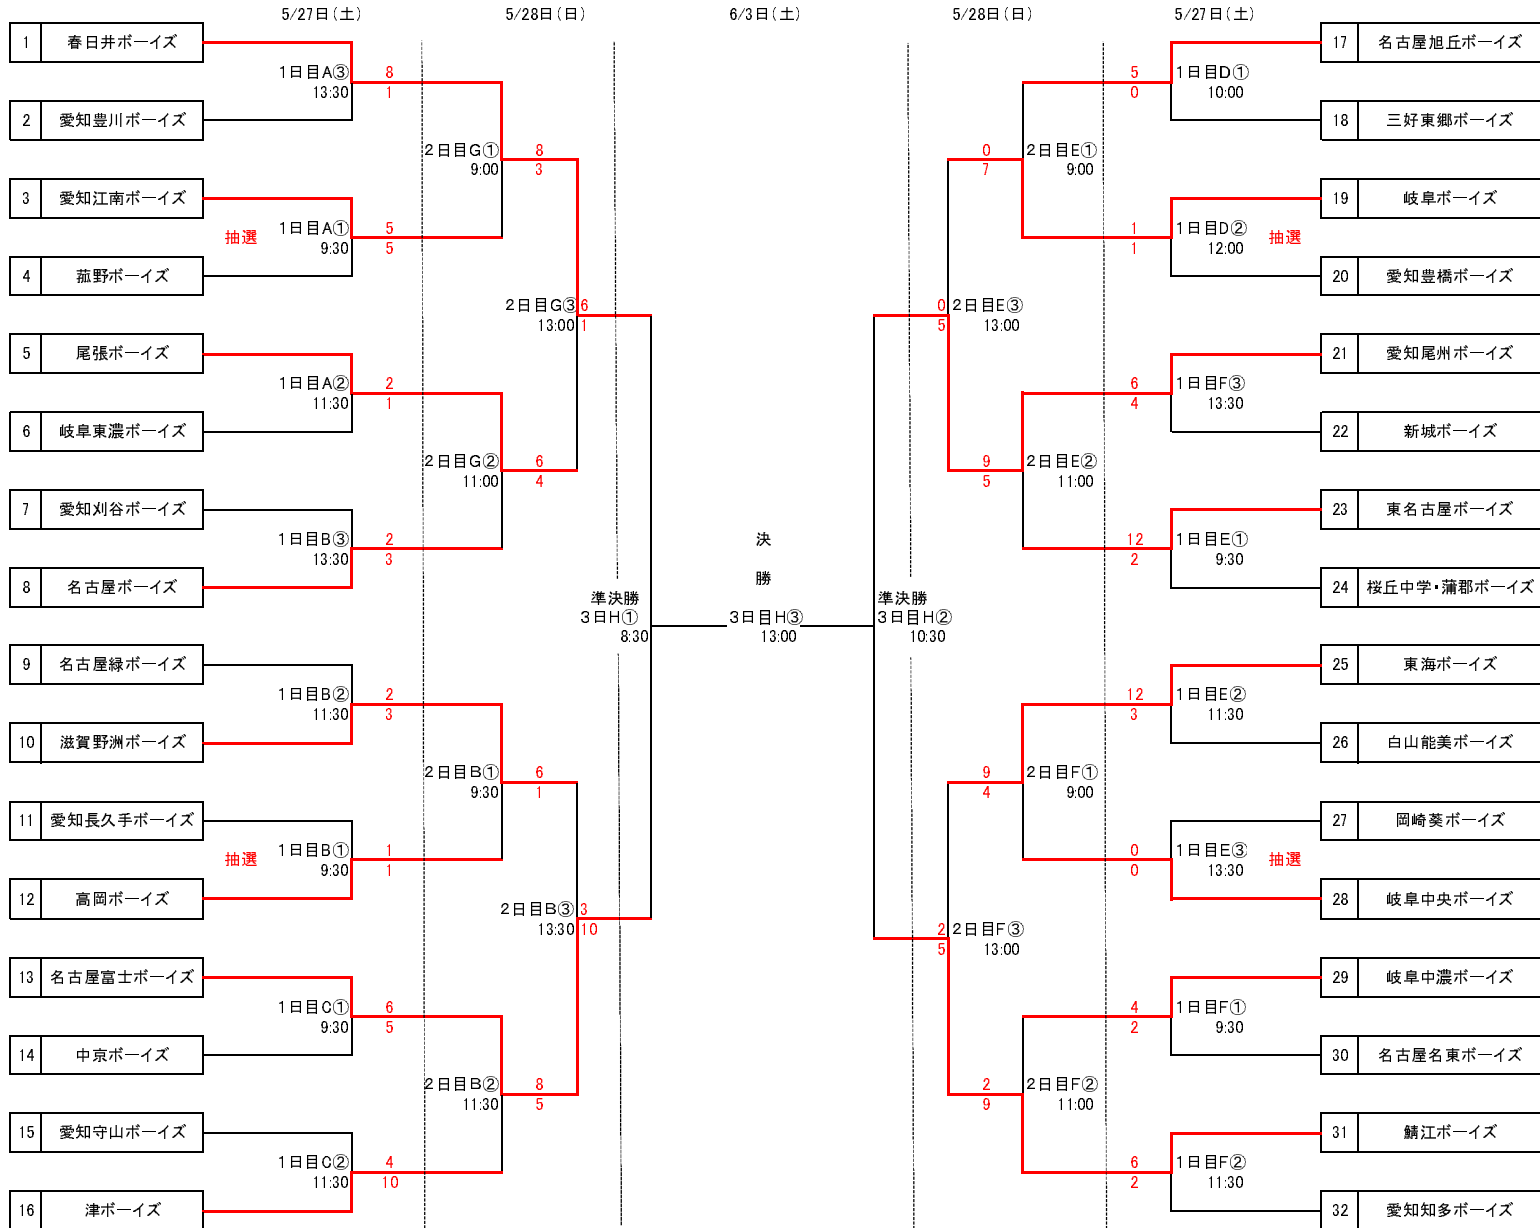 5/27日(土)
5/28日(日)
6/3日(土)
5/28日(日)
5/27日(土)
1 春日井ボーイズ
1日目A③ 8
13:30 1
2 愛知豊川ボーイズ
2日目G① 8
9:00 3
3 愛知江南ボーイズ
抽選 1日目A① 5
9:30 5
4 菰野ボーイズ
2日目G③ 6
13:00 1
5 尾張ボーイズ
1日目A② 2
11:30 1
6 岐阜東濃ボーイズ
2日目G② 6
11:00 4
7 愛知刈谷ボーイズ
1日目B③ 2
13:30 3
8 名古屋ボーイズ
準決勝
3日H①
8:30
9 名古屋緑ボーイズ
1日目B② 2
11:30 3
10 滋賀野洲ボーイズ
2日目B① 6
9:30 1
11 愛知長久手ボーイズ
抽選 1日目B① 1
9:30 1
12 高岡ボーイズ
2日目B③ 3
13:30 10
13 名古屋富士ボーイズ
1日目C① 6
9:30 5
14 中京ボーイズ
2日目B② 8
11:30 5
15 愛知守山ボーイズ
1日目C② 4
11:30 10
16 津ボーイズ
決
勝
3日目H③
13:00
17 名古屋旭丘ボーイズ
5 1日目D①
0 10:00
18 三好東郷ボーイズ
0 2日目E①
7 9:00
19 岐阜ボーイズ
1 1日目D② 抽選
1 12:00
20 愛知豊橋ボーイズ
0 2日目E③
5 13:00
21 愛知尾州ボーイズ
6 1日目F③
4 13:30
22 新城ボーイズ
9 2日目E②
5 11:00
23 東名古屋ボーイズ
12 1日目E①
2 9:30
24 桜丘中学・蒲郡ボーイズ
準決勝
3日目H②
10:30
25 東海ボーイズ
12 1日目E②
3 11:30
26 白山能美ボーイズ
9 2日目F①
4 9:00
27 岡崎葵ボーイズ
0 1日目E③ 抽選
0 13:30
28 岐阜中央ボーイズ
2 2日目F③
5 13:00
29 岐阜中濃ボーイズ
4 1日目F①
2 9:30
30 名古屋名東ボーイズ
2 2日目F②
9 11:00
31 鯖江ボーイズ
6 1日目F②
2 11:30
32 愛知知多ボーイズ